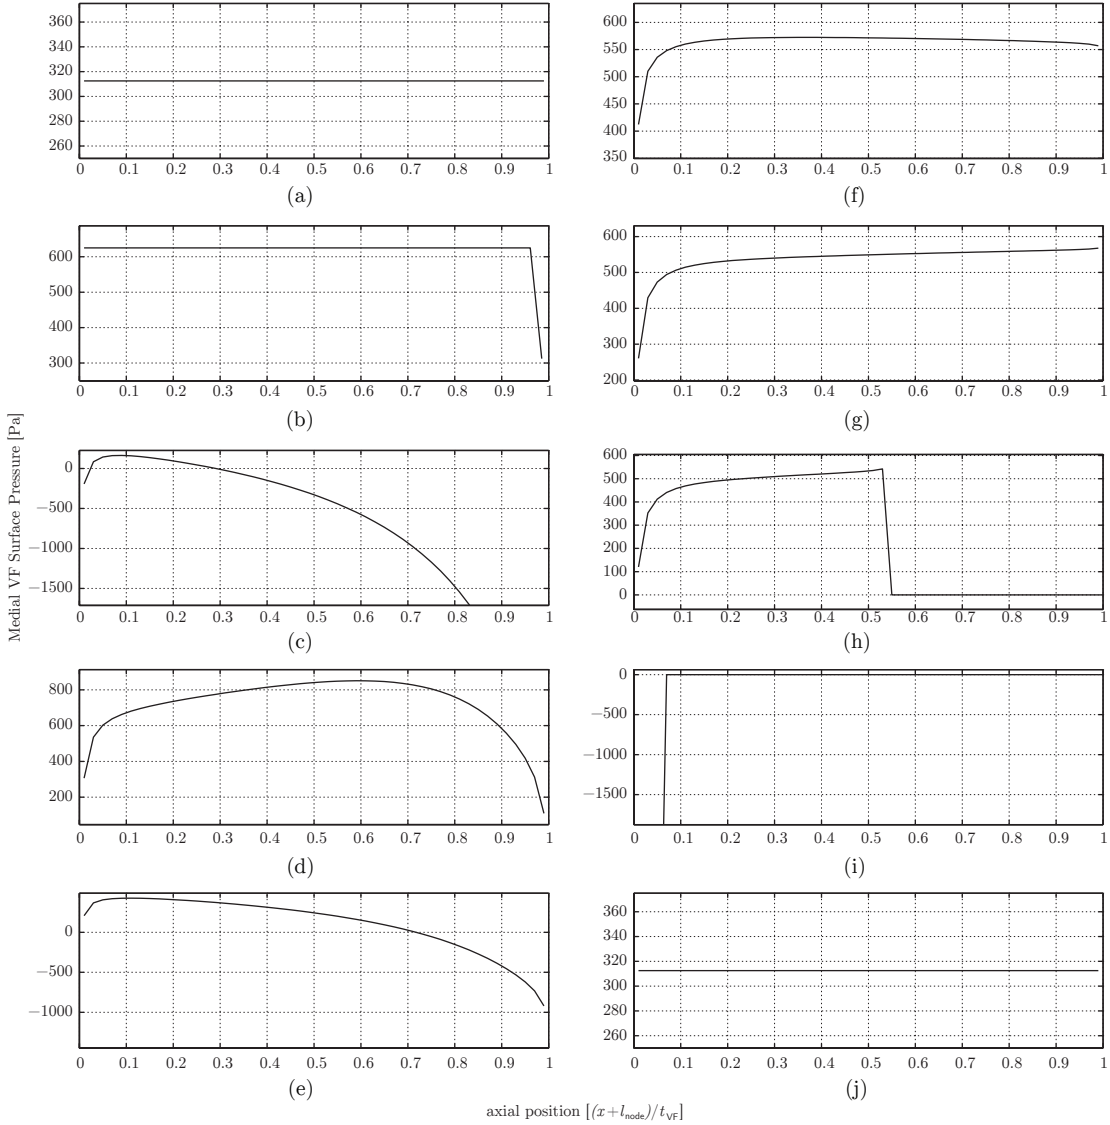 360
340
320
300
280
260
0 0.1 0.2 0.3 0.4 0.5 0.6 0.7 0.8 0.9 1
(a)
600
550
500
450
400
350
0 0.1 0.2 0.3 0.4 0.5 0.6 0.7 0.8 0.9 1
(f)
600
500
400
300
0 0.1 0.2 0.3 0.4 0.5 0.6 0.7 0.8 0.9 1
(b)
600
500
400
300
200
0 0.1 0.2 0.3 0.4 0.5 0.6 0.7 0.8 0.9 1
(g)
Medial VF Surface Pressure [Pa]
0
−500
−1000
−1500
0 0.1 0.2 0.3 0.4 0.5 0.6 0.7 0.8 0.9 1
(c)
600
500
400
300
200
100
0
0 0.1 0.2 0.3 0.4 0.5 0.6 0.7 0.8 0.9 1
(h)
800
600
400
200
0 0.1 0.2 0.3 0.4 0.5 0.6 0.7 0.8 0.9 1
(d)
0
−500
−1000
−1500
0 0.1 0.2 0.3 0.4 0.5 0.6 0.7 0.8 0.9 1
(i)
0
−500
−1000
0 0.1 0.2 0.3 0.4 0.5 0.6 0.7 0.8 0.9 1
(e)
360
340
320
300
280
260
0 0.1 0.2 0.3 0.4 0.5 0.6 0.7 0.8 0.9 1
(j)
axial position [(x+l_node)/t_VF]